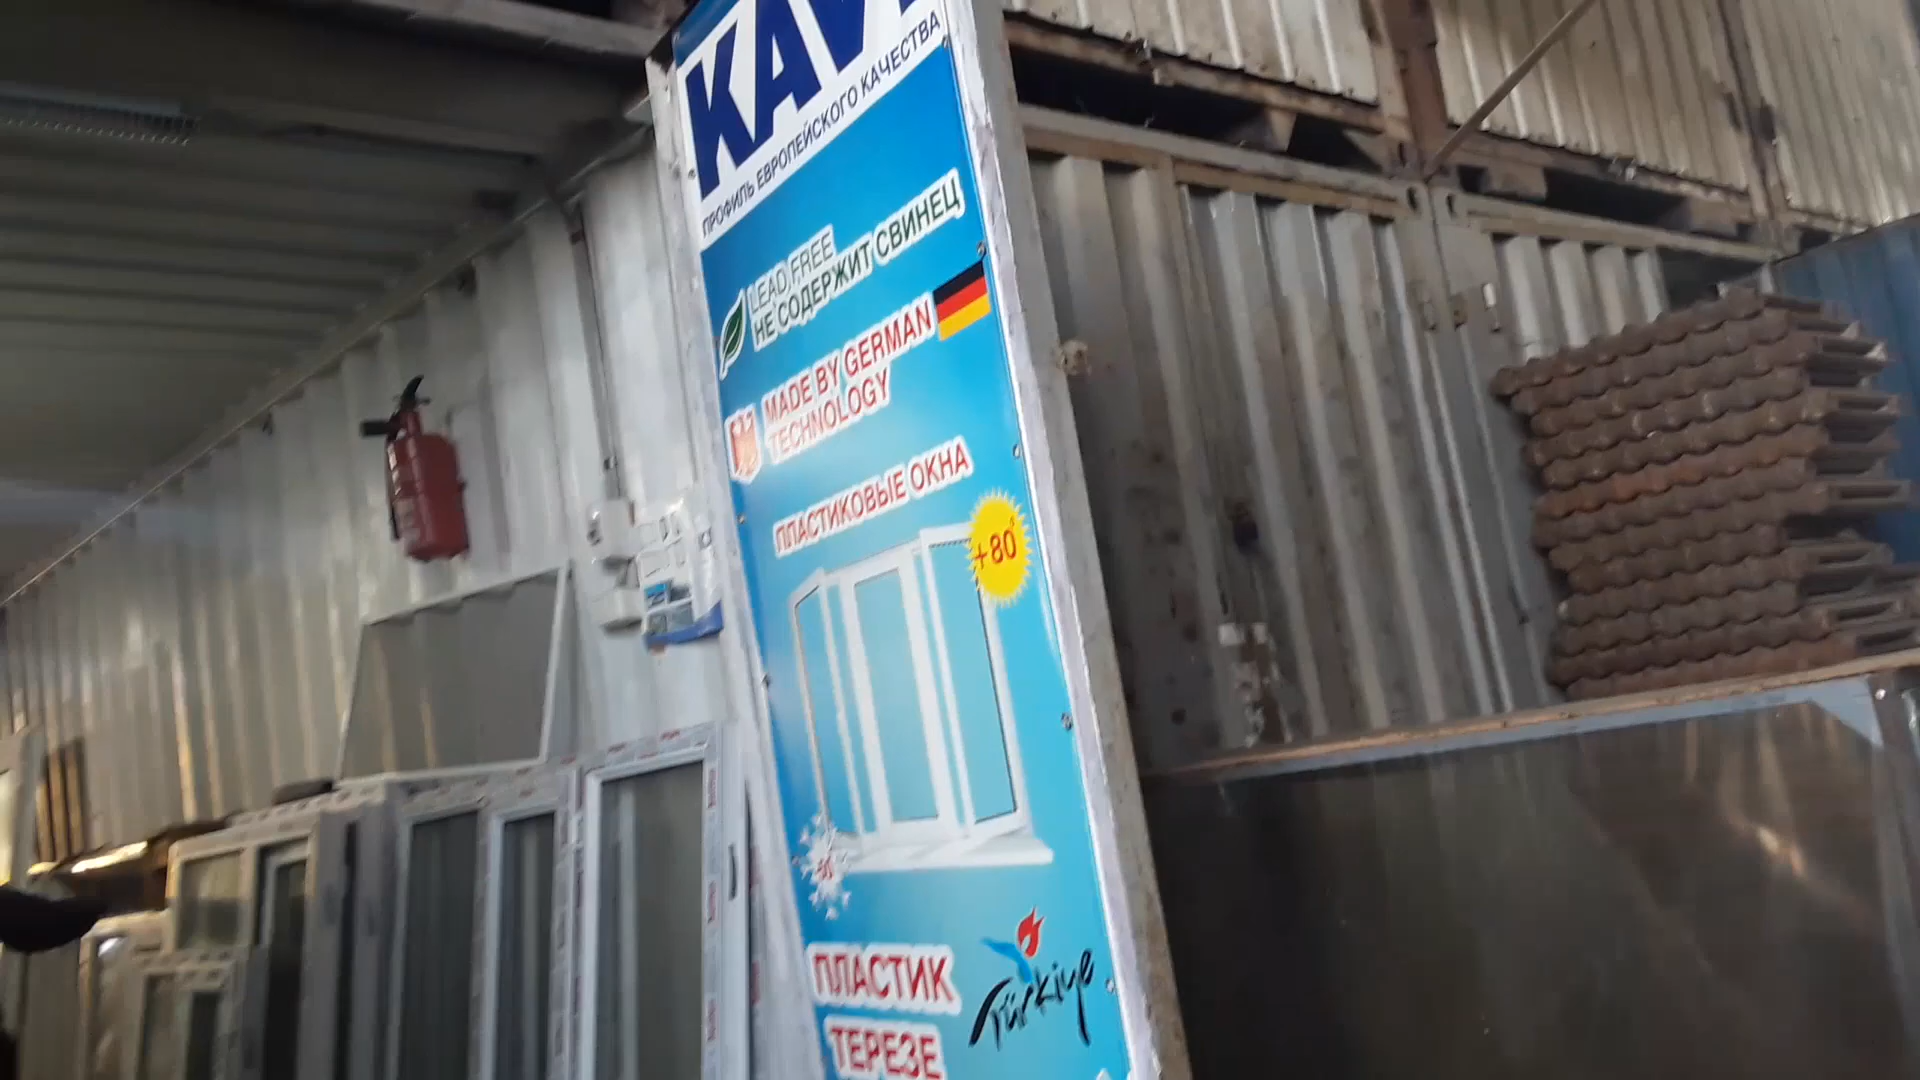 KAV
ПРОФИЛЬ ЕВРОПЕЙСКОГО КАЧЕСТВА
LEAD FREE
НЕ СОДЕРЖИТ СВИНЕЦ
MADE BY GERMAN
TECHNOLOGY
ПЛАСТИКОВЫЕ ОКНА
+80°
ПЛАСТИК
ТЕРЕЗЕ
Türkiye